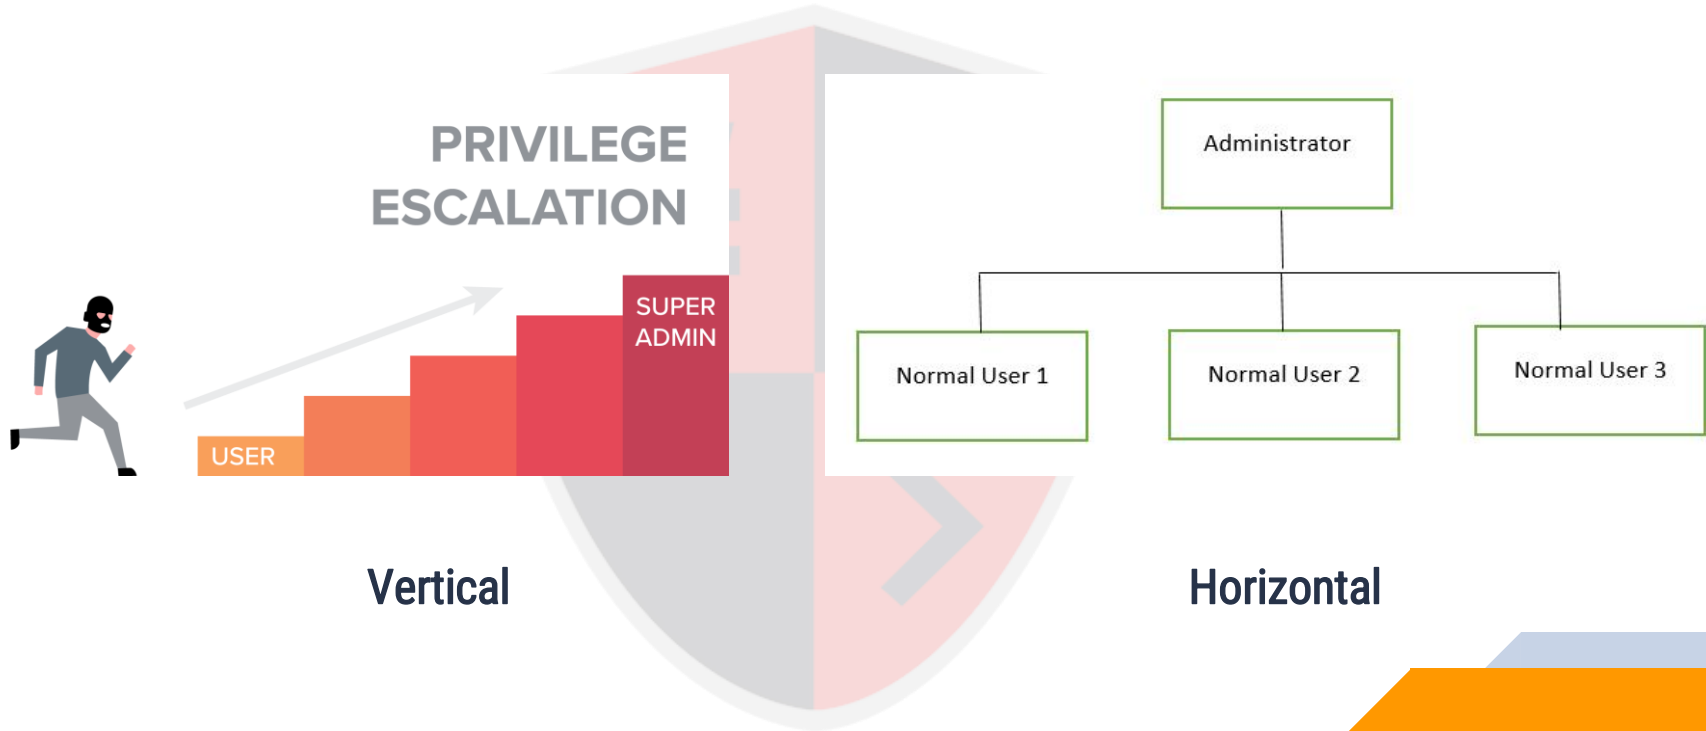 PRIVILEGE
ESCALATION
SUPER
ADMIN
USER
Vertical
Administrator
Normal User 1
Normal User 2
Normal User 3
Horizontal